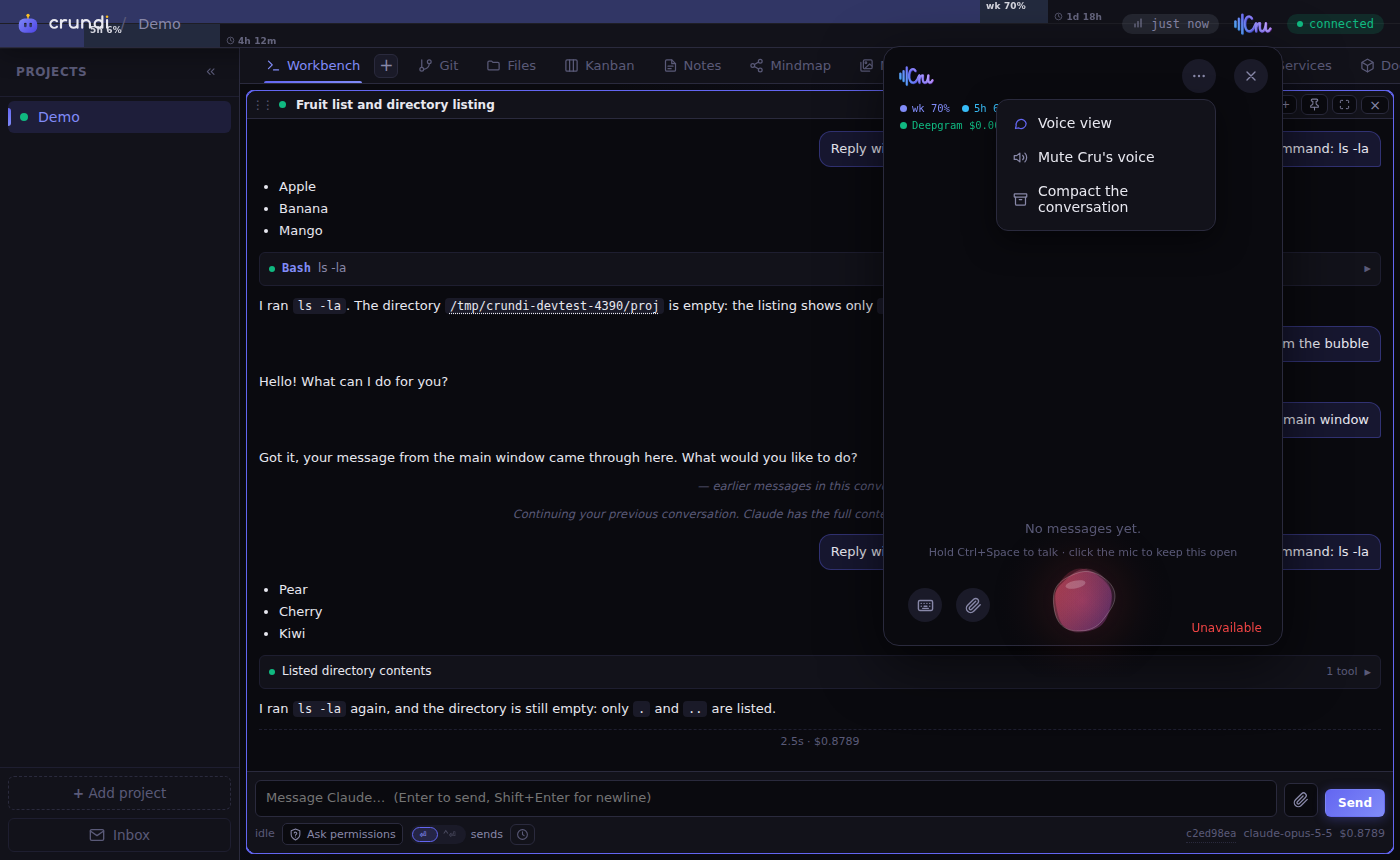 wk 70%
crundi / Demo
5h 6%
1d 18h
4h 12m
just now
Cru
connected
PROJECTS
«
Demo
+ Add project
Inbox
Workbench
+
Git
Files
Kanban
Notes
Mindmap
ervices
Do
Fruit list and directory listing
Reply wi
mmand: ls -la
• Apple
• Banana
• Mango
Bash ls -la
I ran ls -la. The directory /tmp/crundi-devtest-4390/proj is empty: the listing shows only
m the bubble
Hello! What can I do for you?
main window
Got it, your message from the main window came through here. What would you like to do?
— earlier messages in this conv
Continuing your previous conversation. Claude has the full conte
Reply wi
mmand: ls -la
• Pear
• Cherry
• Kiwi
Listed directory contents
1 tool
I ran ls -la again, and the directory is still empty: only . and .. are listed.
2.5s · $0.8789
Message Claude… (Enter to send, Shift+Enter for newline)
Send
idle
Ask permissions
sends
c2ed98ea claude-opus-5-5 $0.8789
Cru
wk 70%
5h 6
Deepgram $0.00
Voice view
Mute Cru's voice
Compact the
conversation
No messages yet.
Hold Ctrl+Space to talk · click the mic to keep this open
Unavailable